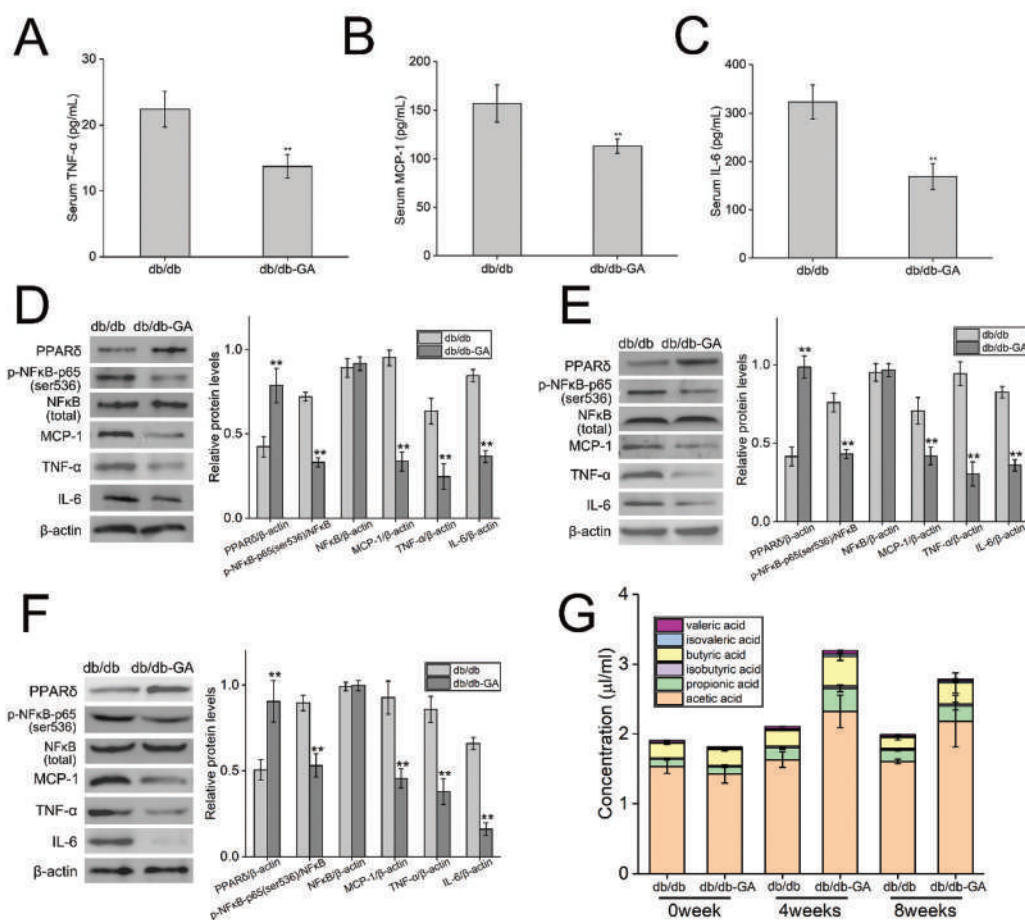 A
B
C
30
20
10
0
Serum TNF-α (pg/mL)
**
db/db
db/db-GA
200
150
100
50
0
Serum MCP-1 (pg/mL)
**
db/db
db/db-GA
400
300
200
100
0
Serum IL-6 (pg/mL)
**
db/db
db/db-GA
D
db/db db/db-GA
PPARδ
p-NFκB-p65
(ser536)
NFκB
(total)
MCP-1
TNF-α
IL-6
β-actin
Relative protein levels
1.0
0.5
0.0
db/db
db/db-GA
**
**
**
**
**
PPARδ/β-actin
p-NFκB-p65(ser536)/NFκB
NFκB/β-actin
MCP-1/β-actin
TNF-α/β-actin
IL-6/β-actin
E
db/db db/db-GA
PPARδ
p-NFκB-p65
(ser536)
NFκB
(total)
MCP-1
TNF-α
IL-6
β-actin
Relative protein levels
1.0
0.5
0.0
db/db
db/db-GA
**
**
**
**
**
PPARδ/β-actin
p-NFκB-p65(ser536)/NFκB
NFκB/β-actin
MCP-1/β-actin
TNF-α/β-actin
IL-6/β-actin
F
db/db db/db-GA
PPARδ
p-NFκB-p65
(ser536)
NFκB
(total)
MCP-1
TNF-α
IL-6
β-actin
Relative protein levels
1.0
0.5
0.0
db/db
db/db-GA
**
**
**
**
**
PPARδ/β-actin
p-NFκB-p65(ser536)/NFκB
NFκB/β-actin
MCP-1/β-actin
TNF-α/β-actin
IL-6/β-actin
G
Concentration (μl/ml)
4
3
2
1
0
valeric acid
isovaleric acid
butyric acid
isobutyric acid
propionic acid
acetic acid
db/db db/db-GA db/db db/db-GA db/db db/db-GA
0week 4weeks 8weeks